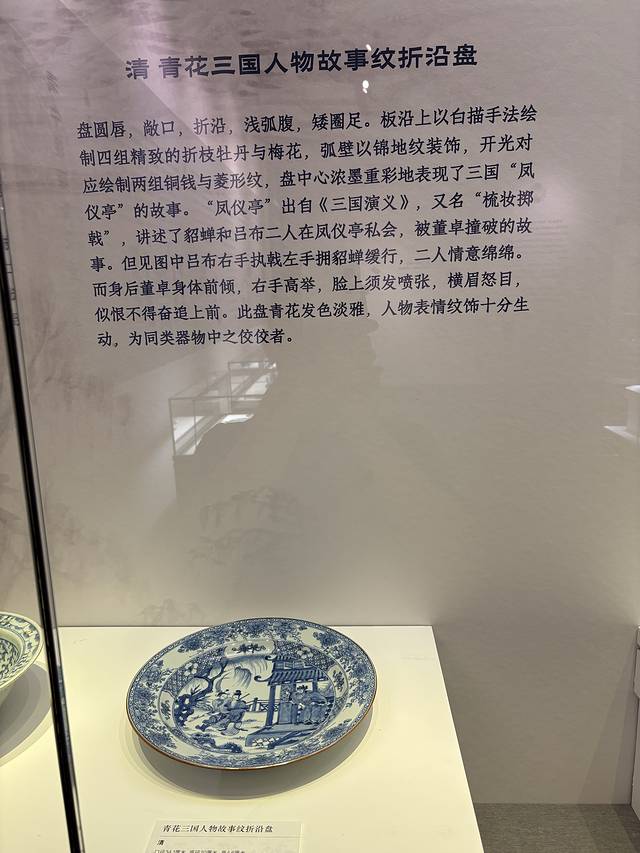 清 青花三国人物故事纹折沿盘
盘圆唇，敞口，折沿，浅弧腹，矮圈足。板沿上以白描手法绘
制四组精致的折枝牡丹与梅花，弧壁以锦地纹装饰，开光对
应绘制两组铜钱与菱形纹，盘中心浓墨重彩地表现了三国“凤
仪亭”的故事。“凤仪亭”出自《三国演义》，又名“梳妆掷
戟”，讲述了貂蝉和吕布二人在凤仪亭私会，被董卓撞破的故
事。但见图中吕布右手执戟左手拥貂蝉缓行，二人情意绵绵。
而身后董卓身体前倾，右手高举，脸上须发喷张，横眉怒目，
似恨不得奋追上前。此盘青花发色淡雅，人物表情纹饰十分生
动，为同类器物中之佼佼者。
青花三国人物故事纹折沿盘
清